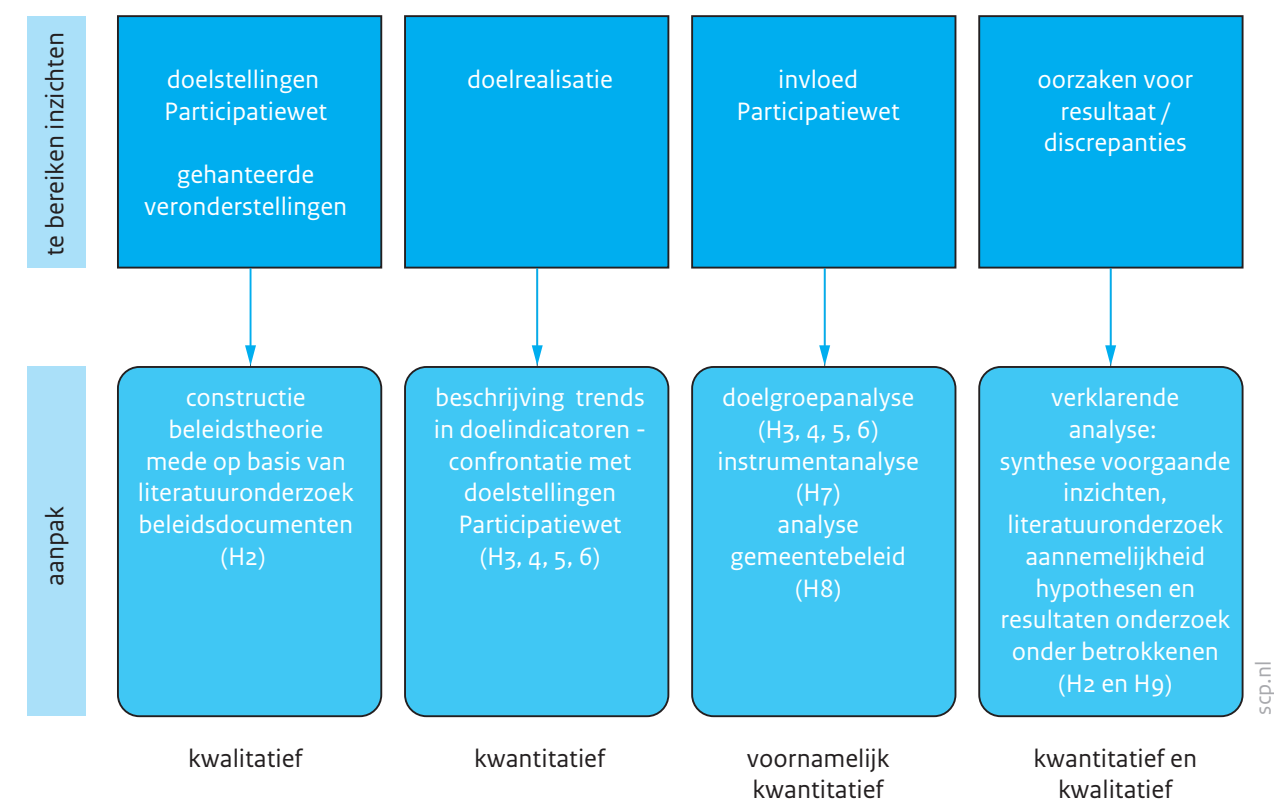 te bereiken inzichten
doelstellingen
Participatiewet
gehanteerde
veronderstellingen
doelrealisatie
invloed
Participatiewet
oorzaken voor
resultaat /
discrepanties
aanpak
constructie
beleidstheorie
mede op basis van
literatuuronderzoek
beleidsdocumenten
(H2)
beschrijving trends
in doelindicatoren -
confrontatie met
doelstellingen
Participatiewet
(H3, 4, 5, 6)
doelgroepanalyse
(H3, 4, 5, 6)
instrumentanalyse
(H7)
analyse
gemeentebeleid
(H8)
verklarende
analyse:
synthese voorgaande
inzichten,
literatuuronderzoek
aannemelijkheid
hypothesen en
resultaten onderzoek
onder betrokkenen
(H2 en H9)
kwalitatief
kwantitatief
voornamelijk
kwantitatief
kwantitatief en
kwalitatief
scp.nl